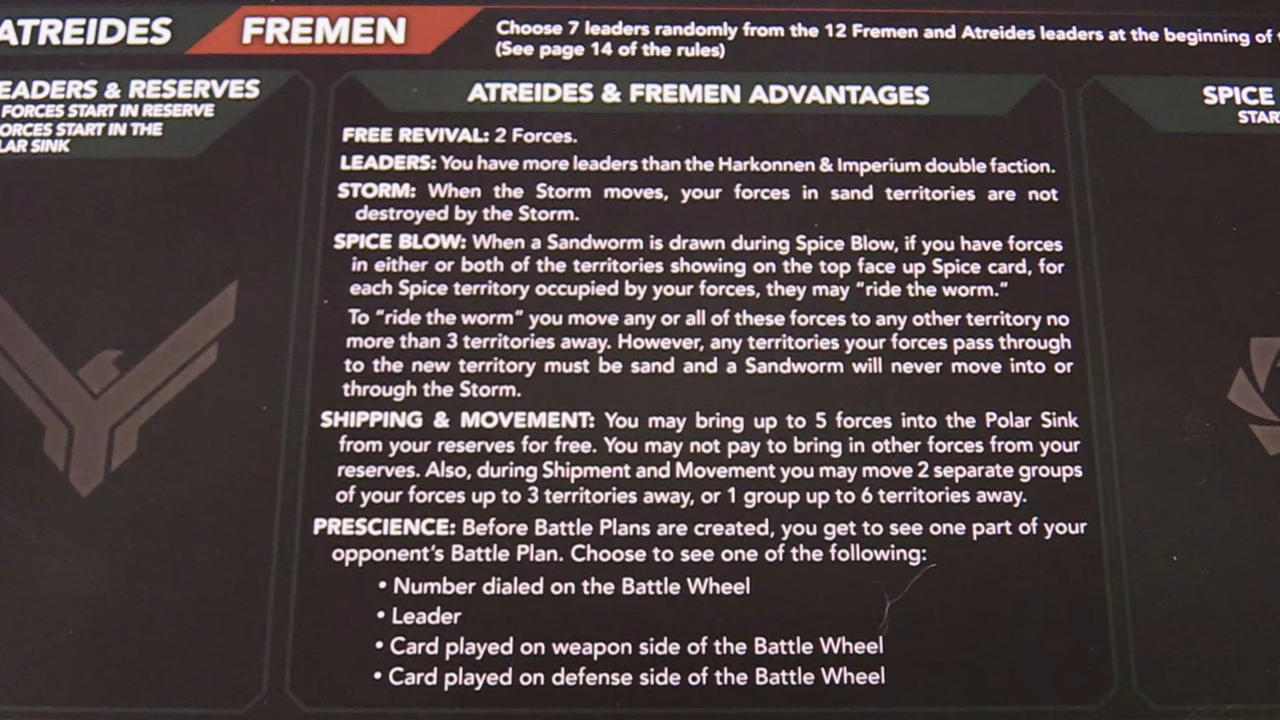 ATREIDES FREMEN
Choose 7 leaders randomly from the 12 Fremen and Atreides leaders at the beginning of
(See page 14 of the rules)
EADERS & RESERVES
FORCES START IN RESERVE
ORCES START IN THE
LAR SINK
ATREIDES & FREMEN ADVANTAGES
FREE REVIVAL: 2 Forces.
LEADERS: You have more leaders than the Harkonnen & Imperium double faction.
STORM: When the Storm moves, your forces in sand territories are not
destroyed by the Storm.
SPICE BLOW: When a Sandworm is drawn during Spice Blow, if you have forces
in either or both of the territories showing on the top face up Spice card, for
each Spice territory occupied by your forces, they may “ride the worm.”
To “ride the worm” you move any or all of these forces to any other territory no
more than 3 territories away. However, any territories your forces pass through
to the new territory must be sand and a Sandworm will never move into or
through the Storm.
SHIPPING & MOVEMENT: You may bring up to 5 forces into the Polar Sink
from your reserves for free. You may not pay to bring in other forces from your
reserves. Also, during Shipment and Movement you may move 2 separate groups
of your forces up to 3 territories away, or 1 group up to 6 territories away.
PRESCIENCE: Before Battle Plans are created, you get to see one part of your
opponent’s Battle Plan. Choose to see one of the following:
• Number dialed on the Battle Wheel
• Leader
• Card played on weapon side of the Battle Wheel
• Card played on defense side of the Battle Wheel
SPICE
STAR